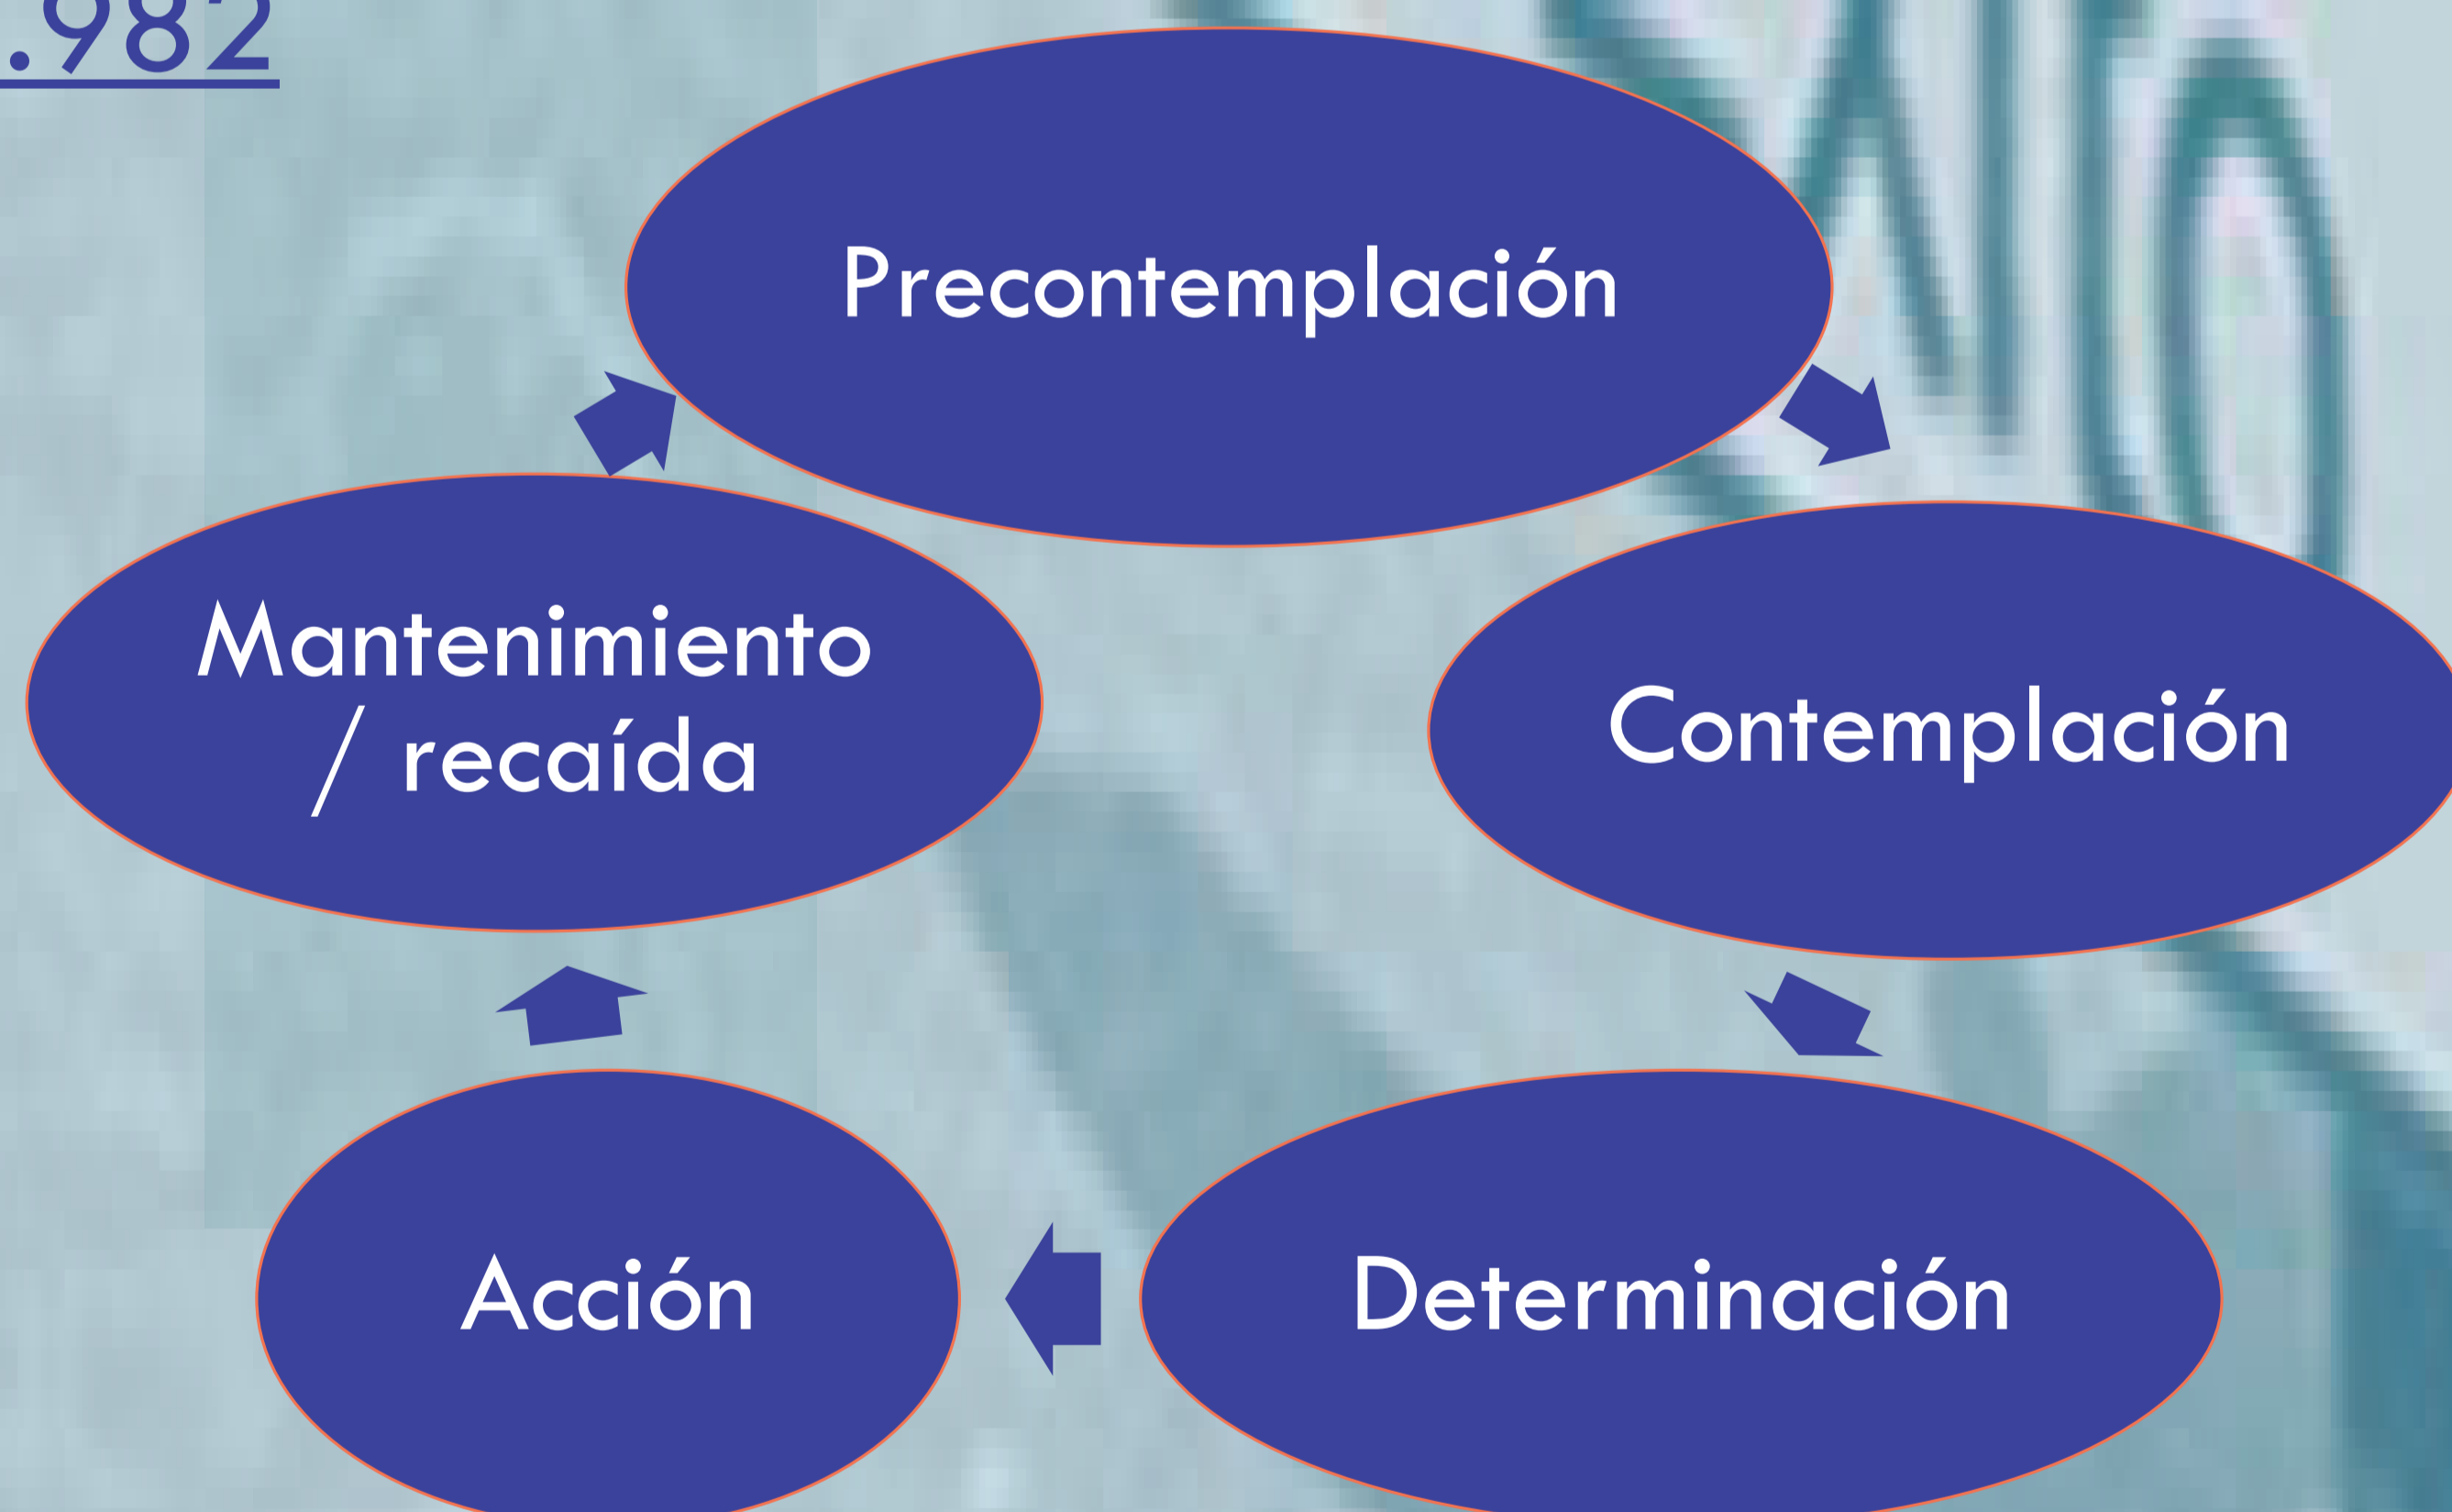 .982
Precontemplación
Mantenimiento
/ recaída
Contemplación
Acción
Determinación